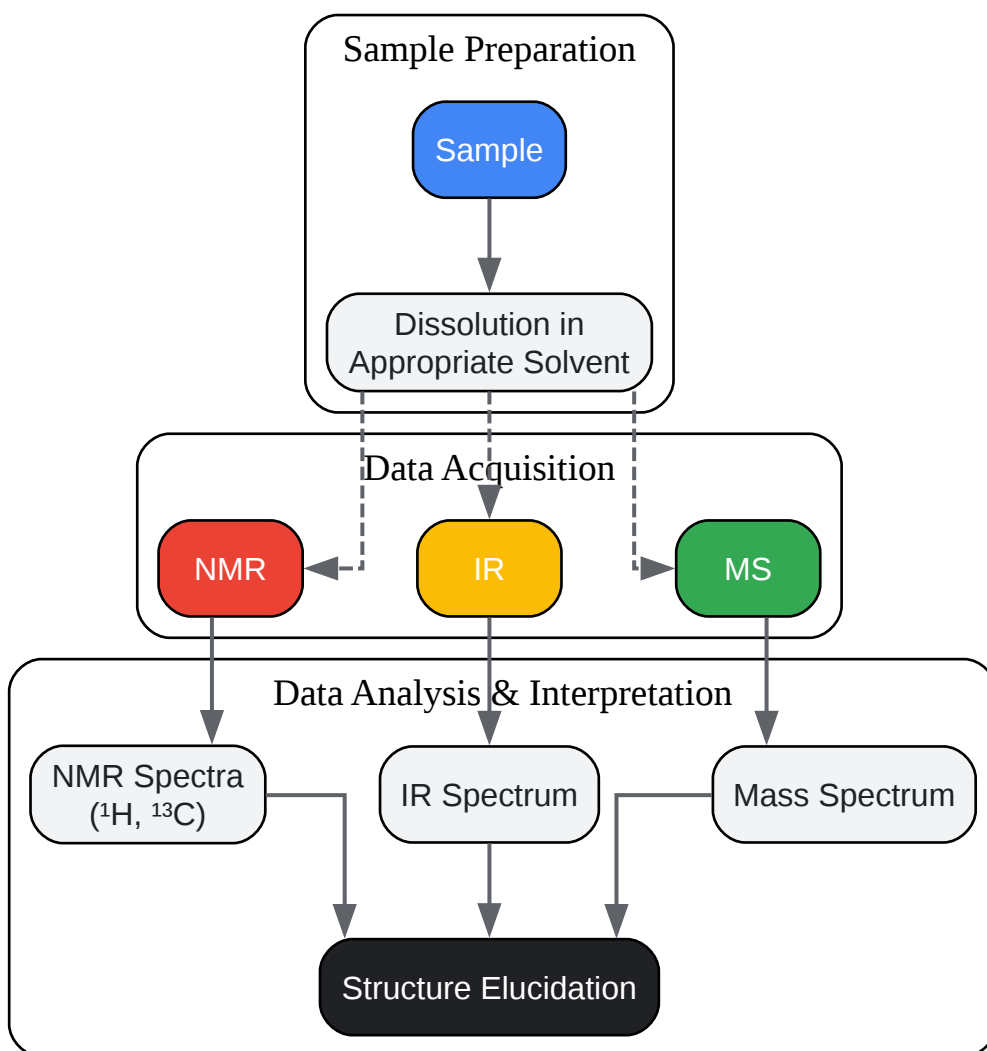 Sample Preparation
Sample
Dissolution in
Appropriate Solvent
Data Acquisition
NMR
IR
MS
Data Analysis & Interpretation
NMR Spectra
(¹H, ¹³C)
IR Spectrum
Mass Spectrum
Structure Elucidation